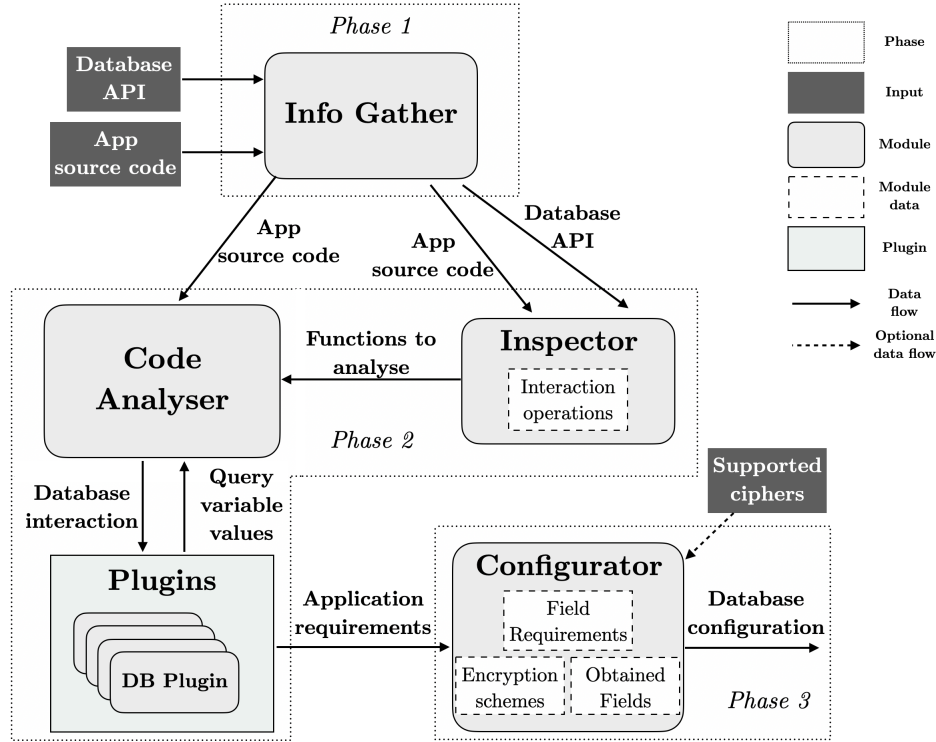 Phase 1
Database
API
App
source code
Info Gather
App
source code
App
source code
Database
API
Code
Analyser
Functions to
analyse
Inspector
Interaction
operations
Phase 2
Database
interaction
Query
variable
values
Plugins
DB Plugin
Application
requirements
Supported
ciphers
Configurator
Field
Requirements
Encryption
schemes
Obtained
Fields
Database
configuration
Phase 3
Phase
Input
Module
Module
data
Plugin
Data
flow
Optional
data flow